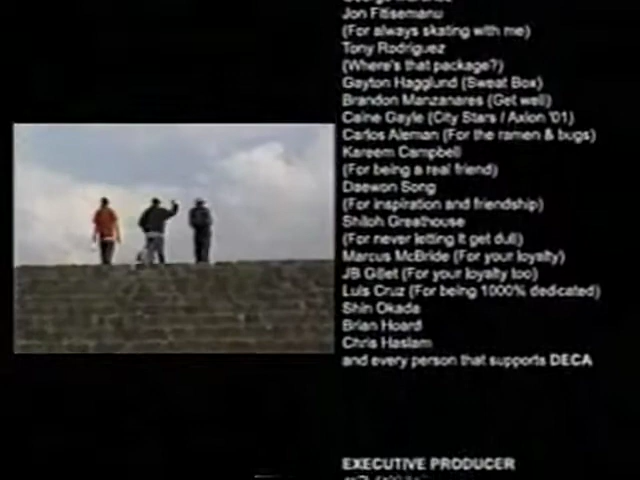 Jon Fitisemanu
(For always skating with me)
Tony Rodriguez
(Where's that package?)
Gayton Hagglund (Sweat Box)
Brandon Manzanares (Get well)
Caine Gayle (City Stars / Axion '01)
Carlos Aleman (For the ramen & bugs)
Kareem Campbell
(For being a real friend)
Daewon Song
(For inspiration and friendship)
Shiloh Greathouse
(For never letting it get dull)
Marcus McBride (For your loyalty)
JB Gillet (For your loyalty too)
Luis Cruz (For being 1000% dedicated)
Shin Okada
Brian Hoard
Chris Haslam
and every person that supports DECA
EXECUTIVE PRODUCER